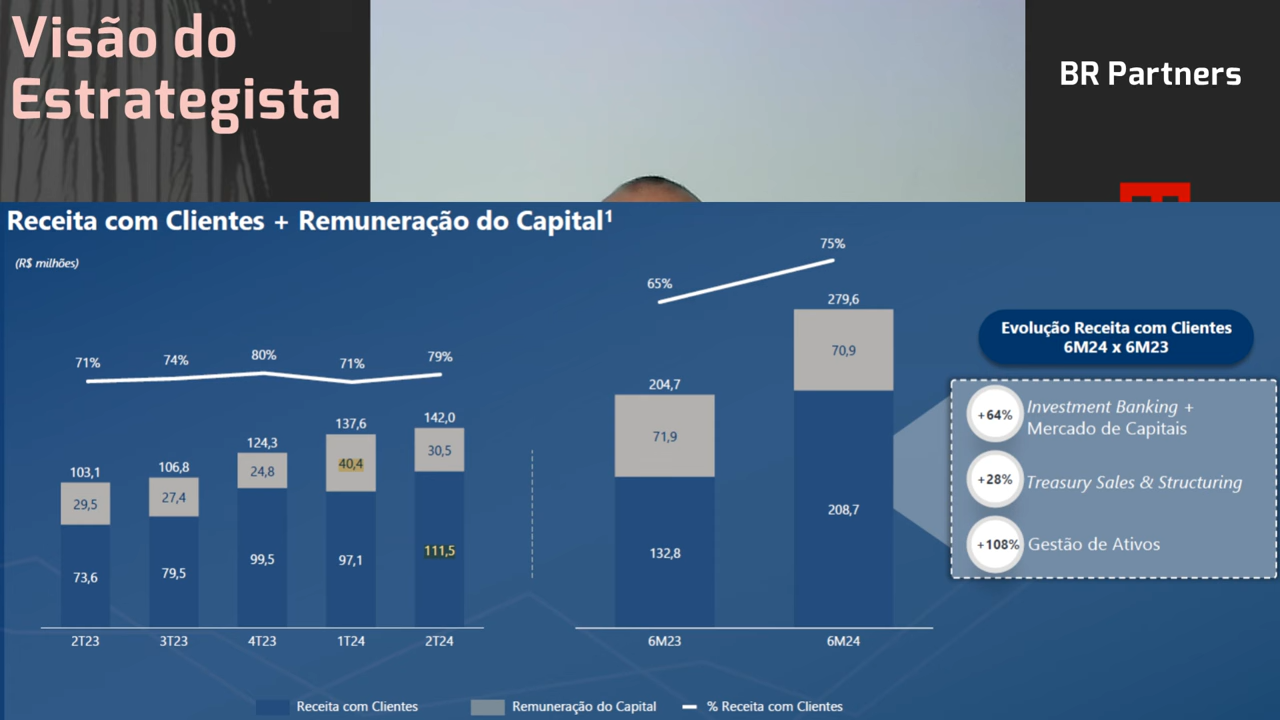 Visão do
Estrategista
BR Partners
Receita com Clientes + Remuneração do Capital¹
(R$ milhões)
71%
74%
80%
71%
79%
103,1
106,8
124,3
137,6
142,0
29,5
27,4
24,8
40,4
30,5
73,6
79,5
99,5
97,1
111,5
2T23
3T23
4T23
1T24
2T24
65%
75%
204,7
279,6
71,9
70,9
132,8
208,7
6M23
6M24
Evolução Receita com Clientes
6M24 x 6M23
+64% Investment Banking +
Mercado de Capitais
+28% Treasury Sales & Structuring
+108% Gestão de Ativos
Receita com Clientes
Remuneração do Capital
% Receita com Clientes